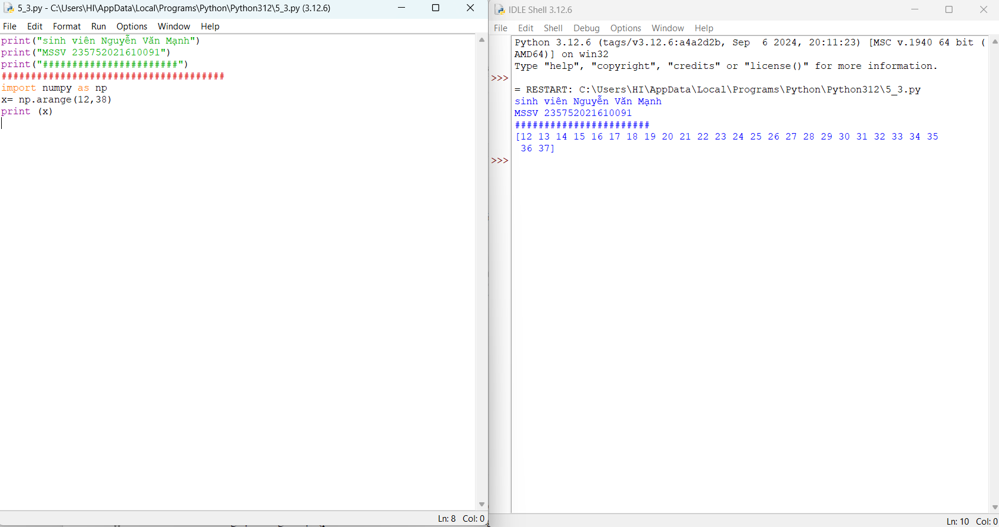 5_3.py - C:\Users\HI\AppData\Local\Programs\Python\Python312\5_3.py (3.12.6)
File Edit Format Run Options Window Help
print("sinh viên Nguyễn Văn Mạnh")
print("MSSV 235752021610091")
print("#######################")
######################################
import numpy as np
x= np.arange(12,38)
print (x)
Ln: 8 Col: 0
IDLE Shell 3.12.6
File Edit Shell Debug Options Window Help
Python 3.12.6 (tags/v3.12.6:a4a2d2b, Sep  6 2024, 20:11:23) [MSC v.1940 64 bit (
AMD64)] on win32
Type "help", "copyright", "credits" or "license()" for more information.
>>>
= RESTART: C:\Users\HI\AppData\Local\Programs\Python\Python312\5_3.py
sinh viên Nguyễn Văn Mạnh
MSSV 235752021610091
#######################
[12 13 14 15 16 17 18 19 20 21 22 23 24 25 26 27 28 29 30 31 32 33 34 35
 36 37]
>>>
Ln: 10 Col: 0